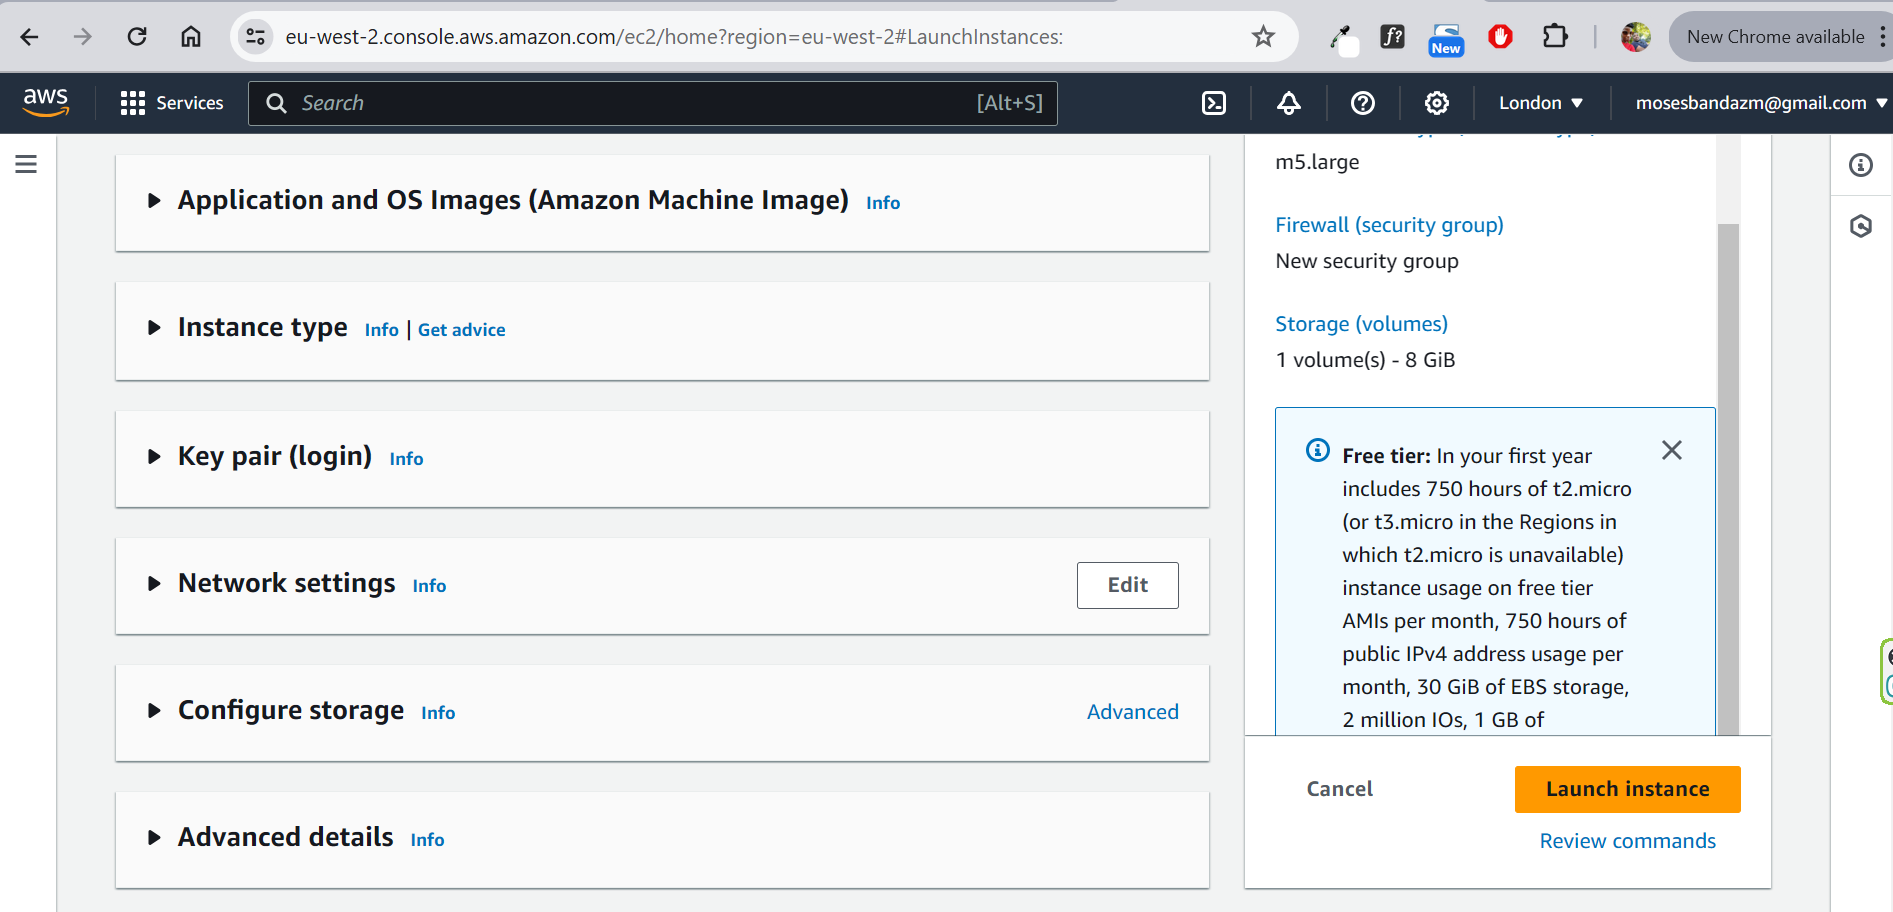 eu-west-2.console.aws.amazon.com/ec2/home?region=eu-west-2#LaunchInstances:
f?
New
New Chrome available
aws
Services
Search
[Alt+S]
London
mosesbandazm@gmail.com
Application and OS Images (Amazon Machine Image) Info
Instance type Info | Get advice
Key pair (login) Info
Network settings Info
Edit
Configure storage Info
Advanced
Advanced details Info
m5.large
Firewall (security group)
New security group
Storage (volumes)
1 volume(s) - 8 GiB
Free tier: In your first year
includes 750 hours of t2.micro
(or t3.micro in the Regions in
which t2.micro is unavailable)
instance usage on free tier
AMIs per month, 750 hours of
public IPv4 address usage per
month, 30 GiB of EBS storage,
2 million IOs, 1 GB of
Cancel
Launch instance
Review commands